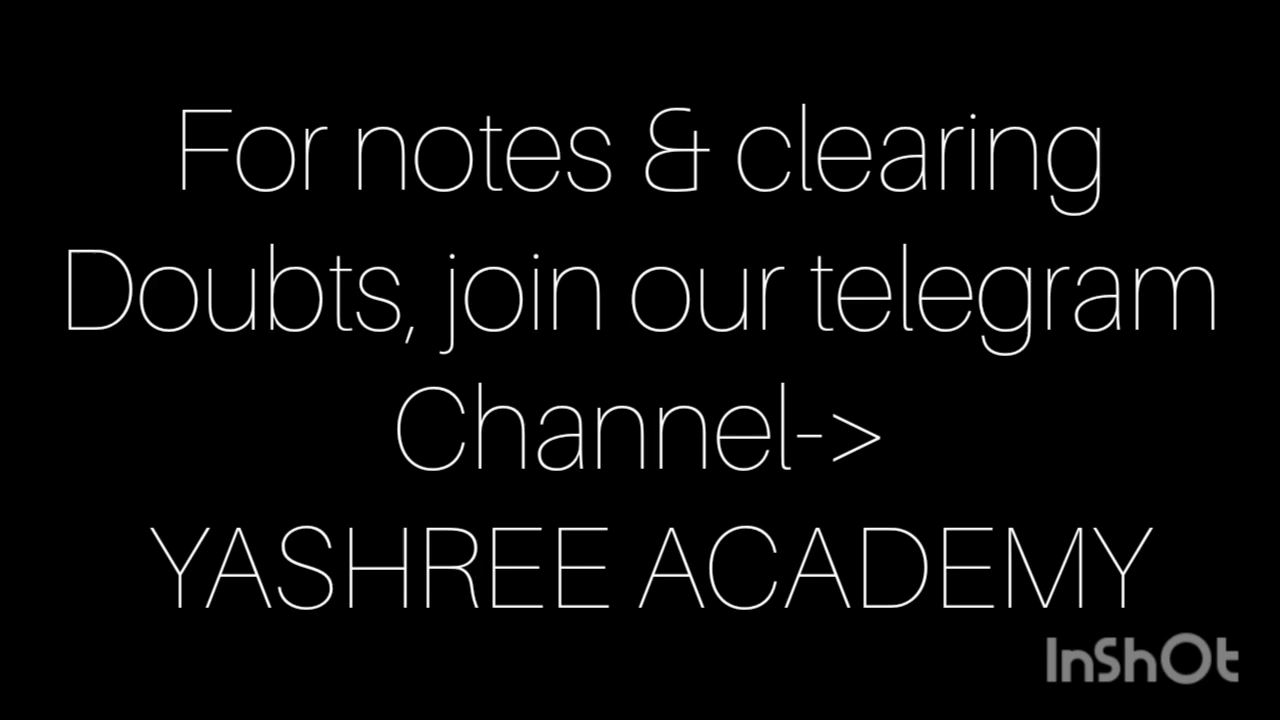 For notes & clearing
Doubts, join our telegram
Channel->
YASHREE ACADEMY
InShOt